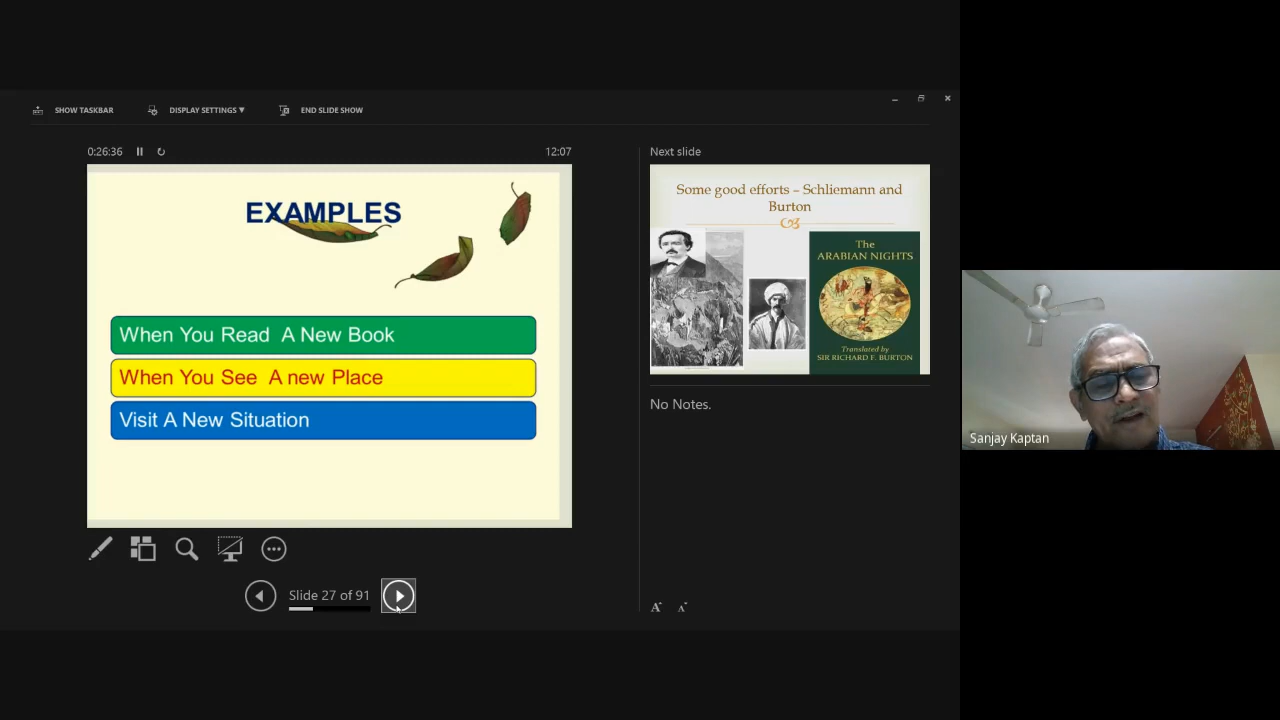 SHOW TASKBAR
DISPLAY SETTINGS ▼
END SLIDE SHOW
0:26:36
12:07
Next slide
EXAMPLES
When You Read A New Book
When You See A new Place
Visit A New Situation
Some good efforts – Schliemann and
Burton
The
ARABIAN NIGHTS
Translated by
SIR RICHARD F. BURTON
No Notes.
Slide 27 of 91
A
A
Sanjay Kaptan